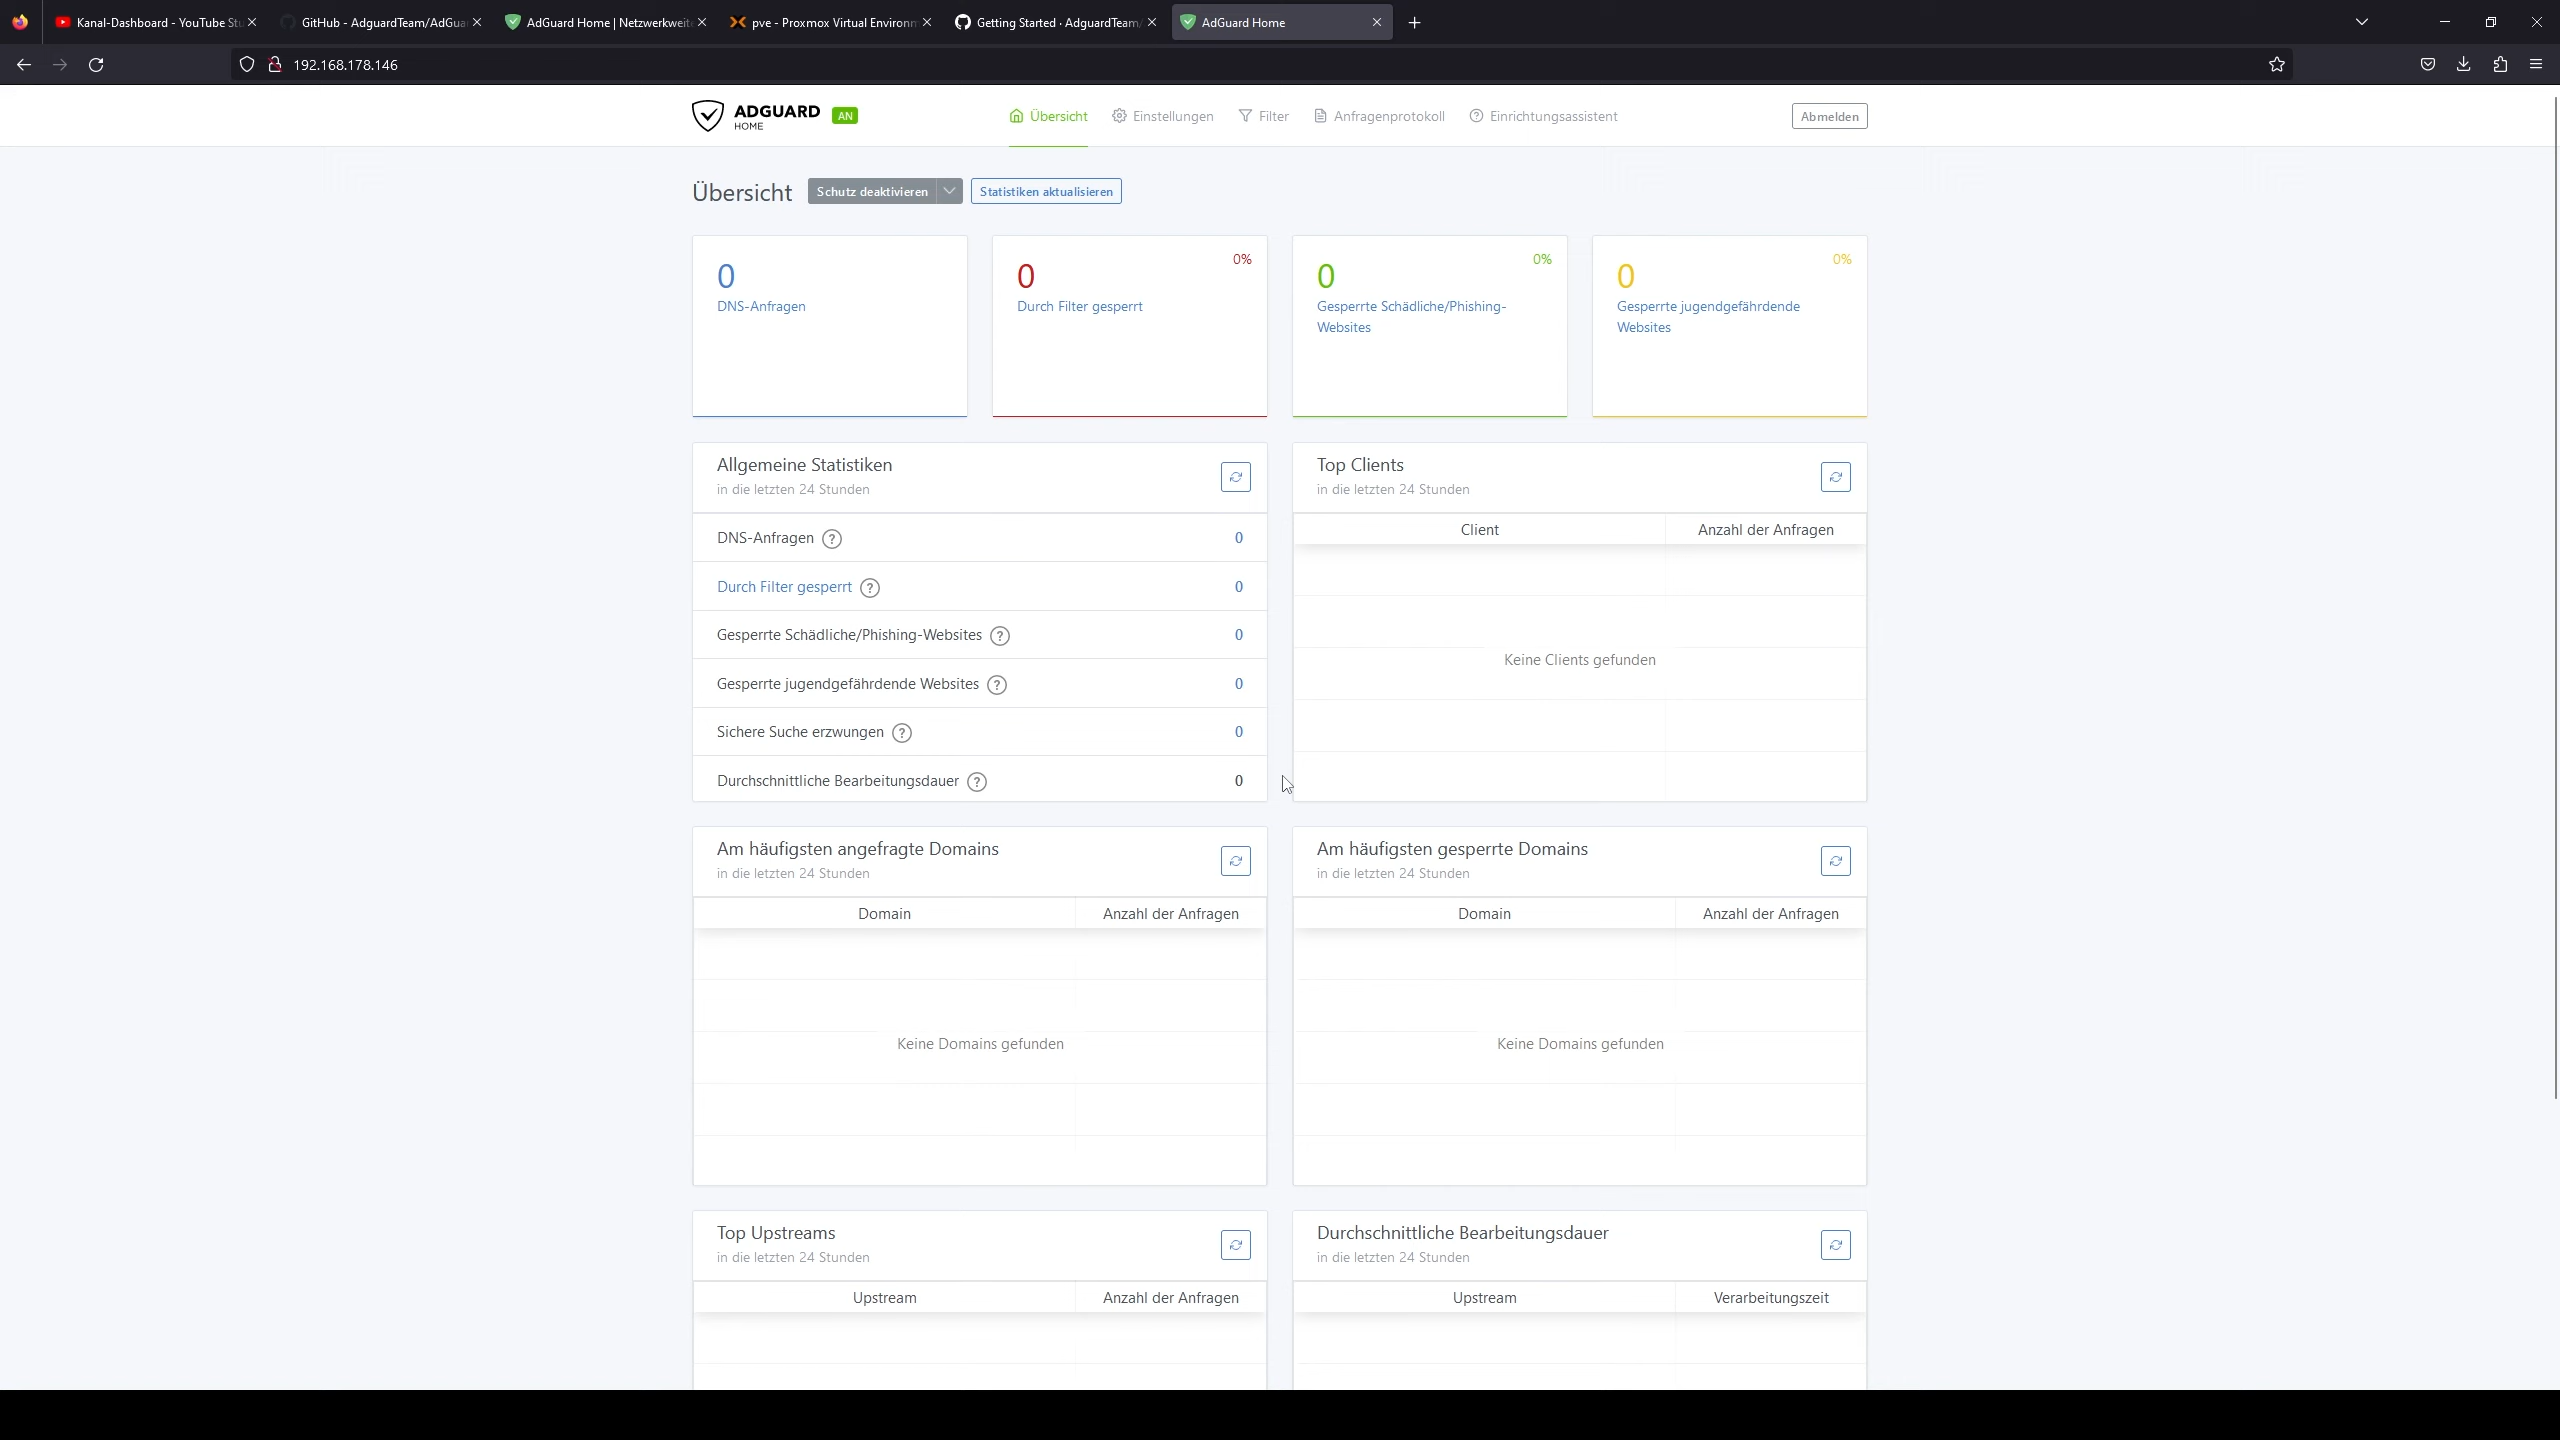 Kanal-Dashboard - YouTube St
GitHub - AdguardTeam/AdGua
AdGuard Home | Netzwerkweit
pve - Proxmox Virtual Environm
Getting Started · AdguardTeam/
AdGuard Home
192.168.178.146
ADGUARD
HOME
AN
Übersicht
Einstellungen
Filter
Anfragenprotokoll
Einrichtungsassistent
Abmelden
Übersicht
Schutz deaktivieren
Statistiken aktualisieren
0
DNS-Anfragen
0
0%
Durch Filter gesperrt
0
0%
Gesperrte Schädliche/Phishing-
Websites
0
0%
Gesperrte jugendgefährdende
Websites
Allgemeine Statistiken
in die letzten 24 Stunden
DNS-Anfragen ? 0
Durch Filter gesperrt ? 0
Gesperrte Schädliche/Phishing-Websites ? 0
Gesperrte jugendgefährdende Websites ? 0
Sichere Suche erzwungen ? 0
Durchschnittliche Bearbeitungsdauer ? 0
Top Clients
in die letzten 24 Stunden
Client Anzahl der Anfragen
Keine Clients gefunden
Am häufigsten angefragte Domains
in die letzten 24 Stunden
Domain Anzahl der Anfragen
Keine Domains gefunden
Am häufigsten gesperrte Domains
in die letzten 24 Stunden
Domain Anzahl der Anfragen
Keine Domains gefunden
Top Upstreams
in die letzten 24 Stunden
Upstream Anzahl der Anfragen
Durchschnittliche Bearbeitungsdauer
in die letzten 24 Stunden
Upstream Verarbeitungszeit